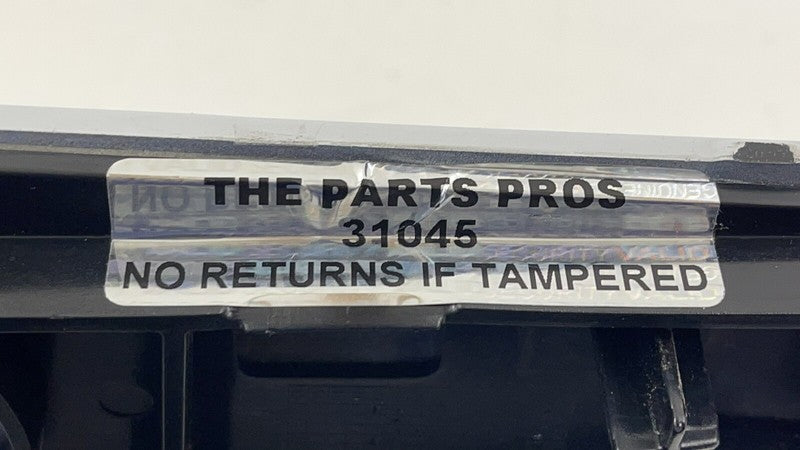 THE PARTS PROS
31045
NO RETURNS IF TAMPERED